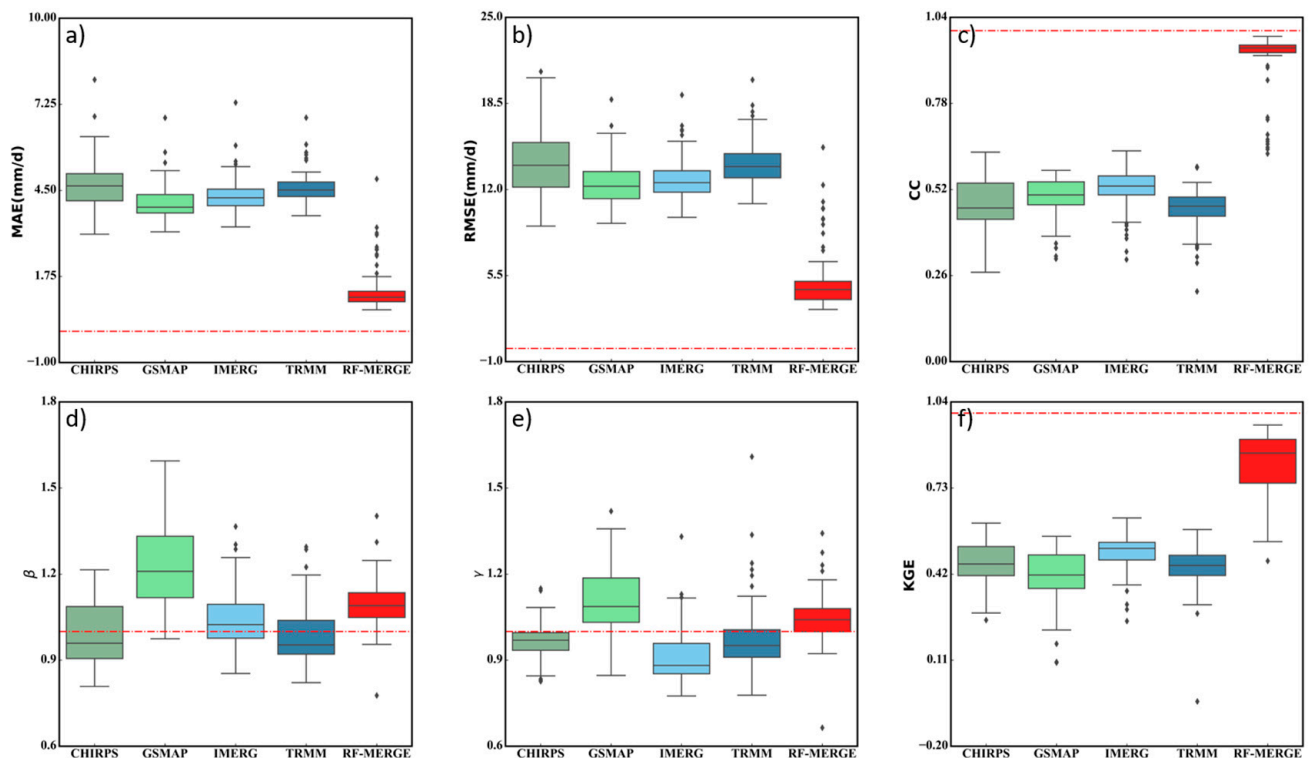 a)
MAE(mm/d)
10.00
7.25
4.50
1.75
−1.00
CHIRPS GSMAP IMERG TRMM RF-MERGE
b)
RMSE(mm/d)
25.0
18.5
12.0
5.5
−1.0
CHIRPS GSMAP IMERG TRMM RF-MERGE
c)
CC
1.04
0.78
0.52
0.26
0.00
CHIRPS GSMAP IMERG TRMM RF-MERGE
d)
β
1.8
1.5
1.2
0.9
0.6
CHIRPS GSMAP IMERG TRMM RF-MERGE
e)
γ
1.8
1.5
1.2
0.9
0.6
CHIRPS GSMAP IMERG TRMM RF-MERGE
f)
KGE
1.04
0.73
0.42
0.11
−0.20
CHIRPS GSMAP IMERG TRMM RF-MERGE